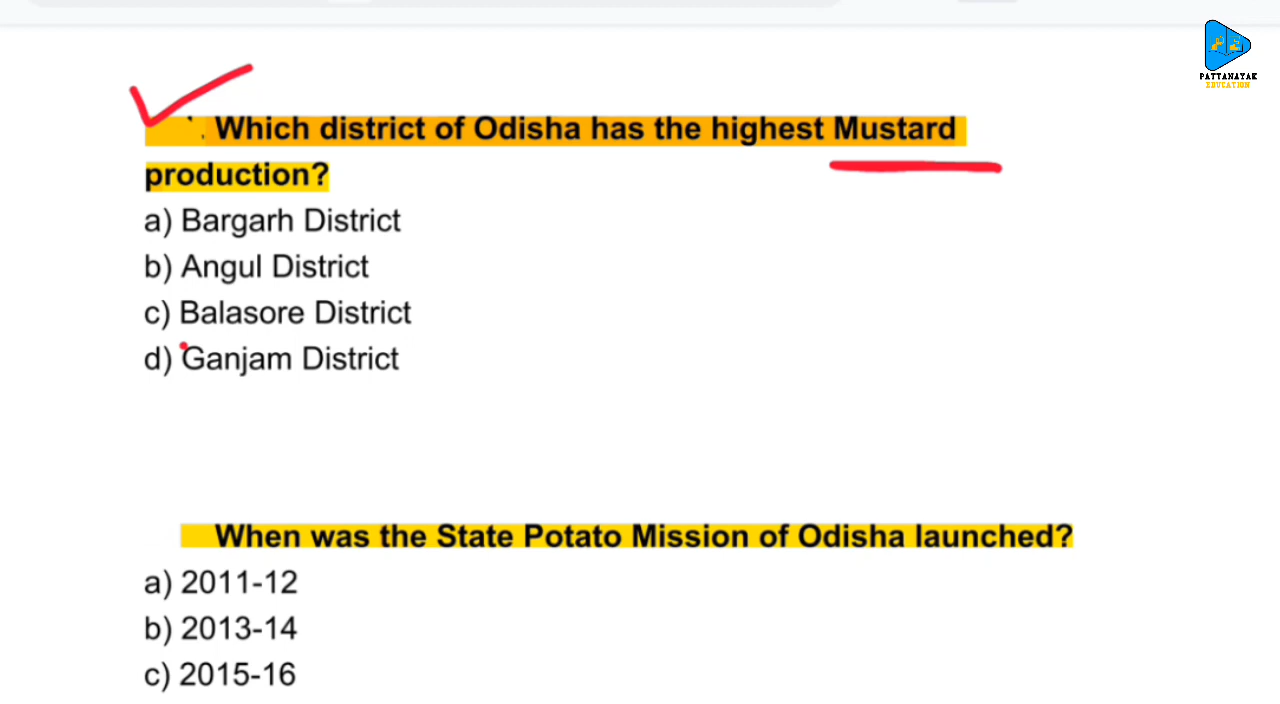 PATTANAYAK
EDUCATION
Which district of Odisha has the highest Mustard
production?
a) Bargarh District
b) Angul District
c) Balasore District
d) Ganjam District
When was the State Potato Mission of Odisha launched?
a) 2011-12
b) 2013-14
c) 2015-16